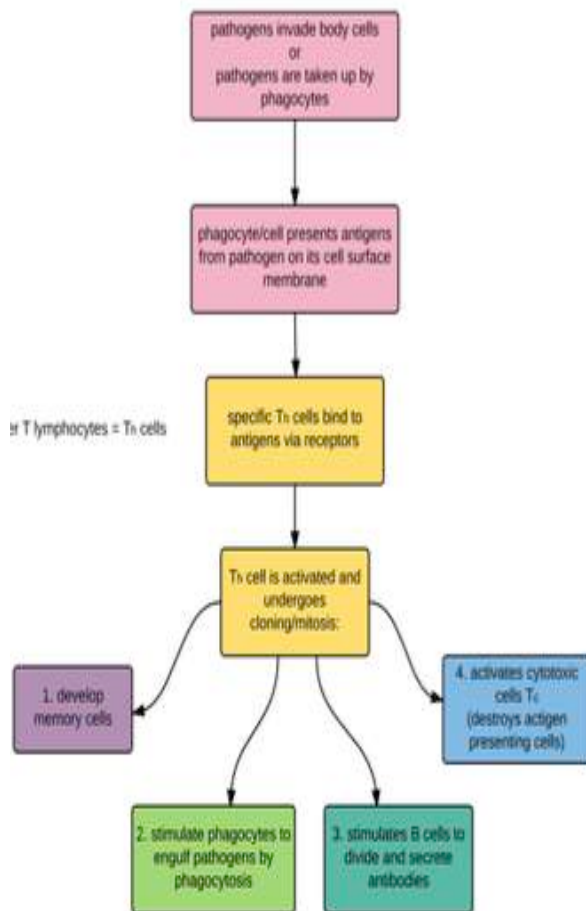 pathogens invade body cells
or
pathogens are taken up by
phagocytes
phagocyte/cell presents antigens
from pathogen on its cell surface
membrane
er T lymphocytes = Th cells
specific Th cells bind to
antigens via receptors
Th cell is activated and
undergoes
cloning/mitosis:
1. develop
memory cells
4. activates cytotoxic
cells Tc
(destroys actigen
presenting cells)
2. stimulate phagocytes to
engulf pathogens by
phagocytosis
3. stimulates B cells to
divide and secrete
antibodies